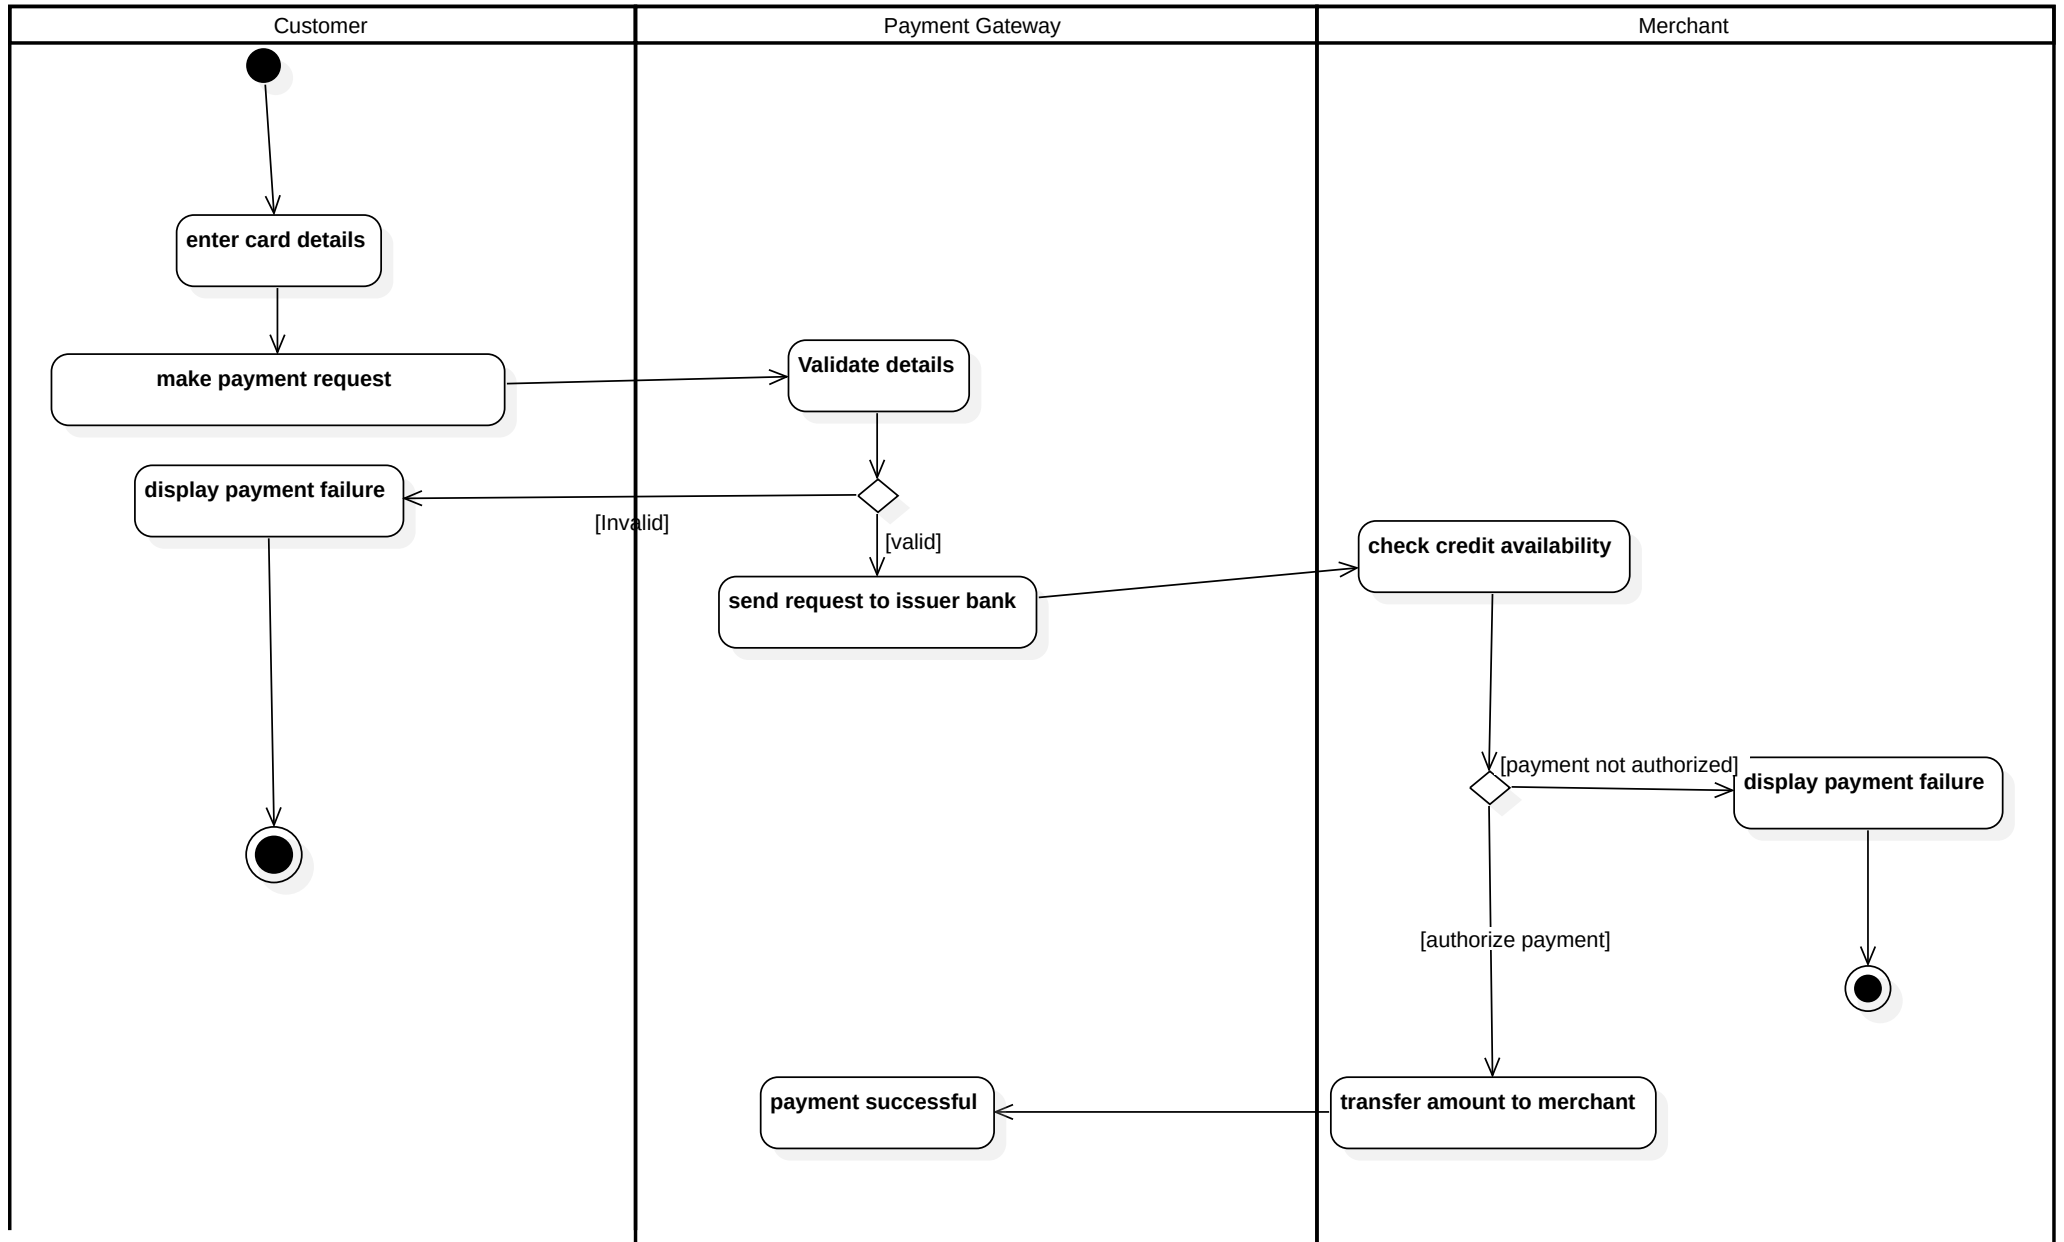 Customer
Payment Gateway
Merchant
enter card details
make payment request
Validate details
display payment failure
[Invalid]
[valid]
check credit availability
send request to issuer bank
[payment not authorized]
display payment failure
[authorize payment]
payment successful
transfer amount to merchant